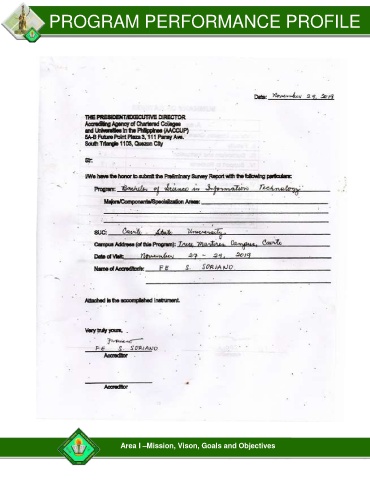 PROGRAM PERFORMANCE PROFILE
Date: November 29, 2019
THE PRESIDENT/EXECUTIVE DIRECTOR
Accrediting Agency of Chartered Colleges
and Universities in the Philippines (AACCUP)
5A-B Future Point Plaza 3, 111 Panay Ave.
South Triangle 1103, Quezon City
Sir:
I/We have the honor to submit the Preliminary Survey Report with the following particulars:
Program: Bachelor of Science in Information Technology
Majors/Components/Specialization Areas:
SUC: Cavite State University
Campus Address (of this Program): Trece Martires Campus, Cavite
Date of Visit: November 27 - 29, 2019
Name of Accreditor/s: FE S. SORIANO
Attached is the accomplished instrument.
Very truly yours,
FE S. SORIANO
Accreditor
Accreditor
Area I –Mission, Vison, Goals and Objectives